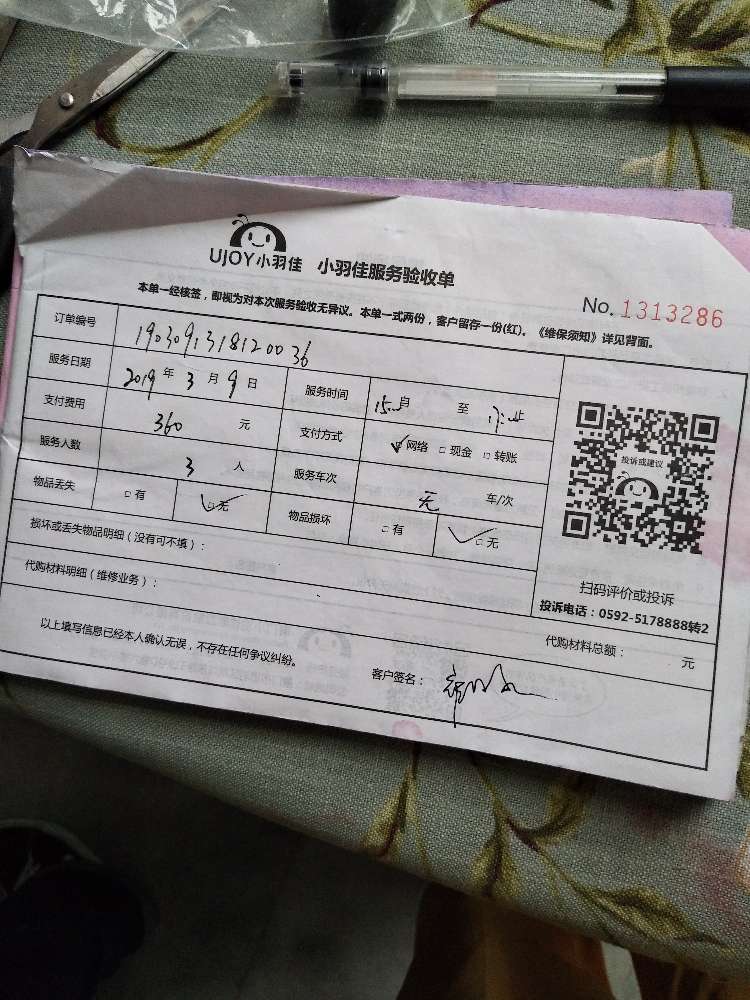 UJOY小羽佳 小羽佳服务验收单
No. 1313286
本单一经核签，即视为对本次服务验收无异议。本单一式两份，客户留存一份(红)。《维保须知》详见背面。
订单编号 1903091318120036
服务日期 2019 年 3 月 9 日 服务时间 自 至
支付费用 360 元 支付方式 网络 现金 转账
服务人数 3 人 服务车次 无 车/次
物品丢失 有 无 物品损坏 有 无
损坏或丢失物品明细（没有可不填）：
代购材料明细（维修业务）： 代购材料总额： 元
以上填写信息已经本人确认无误，不存在任何争议纠纷。 客户签名：
投诉或建议
扫码评价或投诉
投诉电话：0592-5178888转2